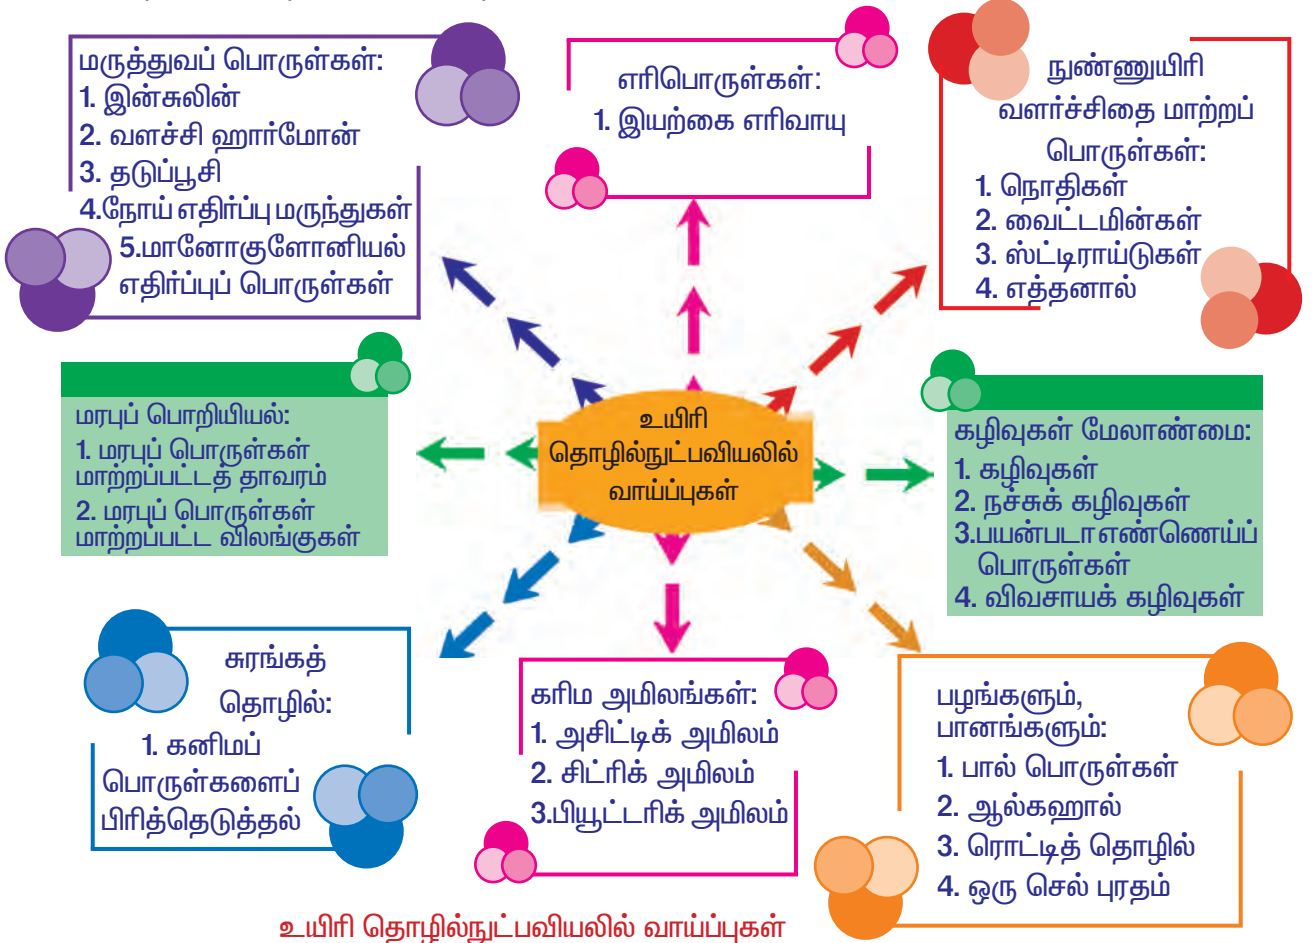 மருத்துவப் பொருள்கள்:
1. இன்சுலின்
2. வளச்சி ஹார்மோன்
3. தடுப்பூசி
4.நோய் எதிர்ப்பு மருந்துகள்
5.மானோகுளோனியல்
எதிர்ப்புப் பொருள்கள்
எரிபொருள்கள்:
1. இயற்கை எரிவாயு
நுண்ணுயிரி
வளர்ச்சிதை மாற்றப்
பொருள்கள்:
1. நொதிகள்
2. வைட்டமின்கள்
3. ஸ்ட்டிராய்டுகள்
4. எத்தனால்
மரபுப் பொறியியல்:
1. மரபுப் பொருள்கள்
மாற்றப்பட்டத் தாவரம்
2. மரபுப் பொருள்கள்
மாற்றப்பட்ட விலங்குகள்
உயிரி
தொழில்நுட்பவியலில்
வாய்ப்புகள்
கழிவுகள் மேலாண்மை:
1. கழிவுகள்
2. நச்சுக் கழிவுகள்
3.பயன்படா எண்ணெய்ப்
பொருள்கள்
4. விவசாயக் கழிவுகள்
சுரங்கத்
தொழில்:
1. கனிமப்
பொருள்களைப்
பிரித்தெடுத்தல்
கரிம அமிலங்கள்:
1. அசிட்டிக் அமிலம்
2. சிட்ரிக் அமிலம்
3.பியூட்டரிக் அமிலம்
பழங்களும்,
பானங்களும்:
1. பால் பொருள்கள்
2. ஆல்கஹால்
3. ரொட்டித் தொழில்
4. ஒரு செல் புரதம்
உயிரி தொழில்நுட்பவியலில் வாய்ப்புகள்